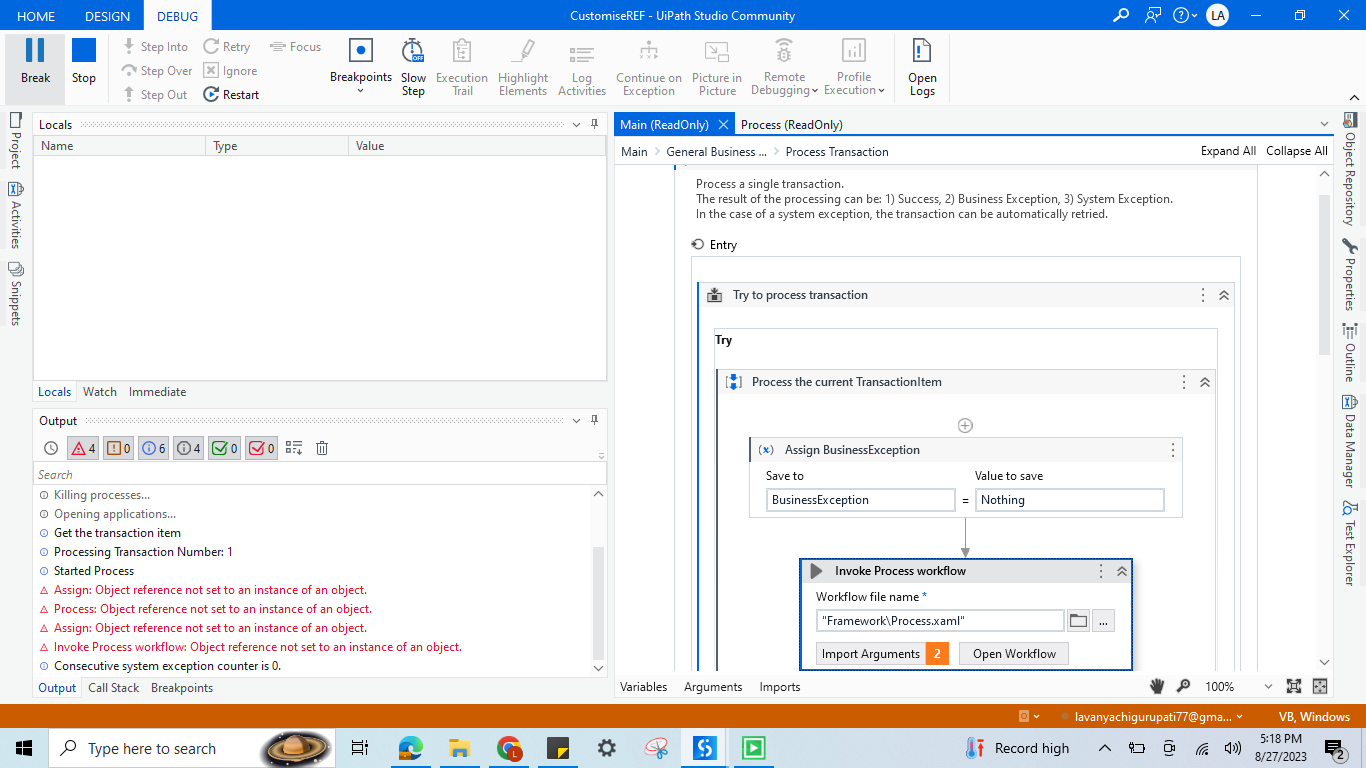 HOME DESIGN DEBUG CustomiseREF - UiPath Studio Community LA
Break
Stop
Step Into Retry Focus
Step Over Ignore
Step Out Restart
Breakpoints
Slow
Step
Execution
Trail
Highlight
Elements
Log
Activities
Continue on
Exception
Picture in
Picture
Remote
Debugging
Profile
Execution
Open
Logs
Project
Activities
Snippets
Locals
Name Type Value
Locals Watch Immediate
Output
4 0 6 4 0 0
Search
Killing processes...
Opening applications...
Get the transaction item
Processing Transaction Number: 1
Started Process
Assign: Object reference not set to an instance of an object.
Process: Object reference not set to an instance of an object.
Assign: Object reference not set to an instance of an object.
Invoke Process workflow: Object reference not set to an instance of an object.
Consecutive system exception counter is 0.
Output Call Stack Breakpoints
Main (ReadOnly) Process (ReadOnly)
Main General Business ... Process Transaction Expand All Collapse All
Process a single transaction.
The result of the processing can be: 1) Success, 2) Business Exception, 3) System Exception.
In the case of a system exception, the transaction can be automatically retried.
Entry
Try to process transaction
Try
Process the current TransactionItem
(x) Assign BusinessException
Save to Value to save
BusinessException = Nothing
Invoke Process workflow
Workflow file name *
"Framework\Process.xaml" ...
Import Arguments 2 Open Workflow
Variables Arguments Imports 100%
Object Repository
Properties
Outline
Data Manager
Test Explorer
lavanyachigurupati77@gma... VB, Windows
Type here to search
Record high
5:18 PM
8/27/2023
2